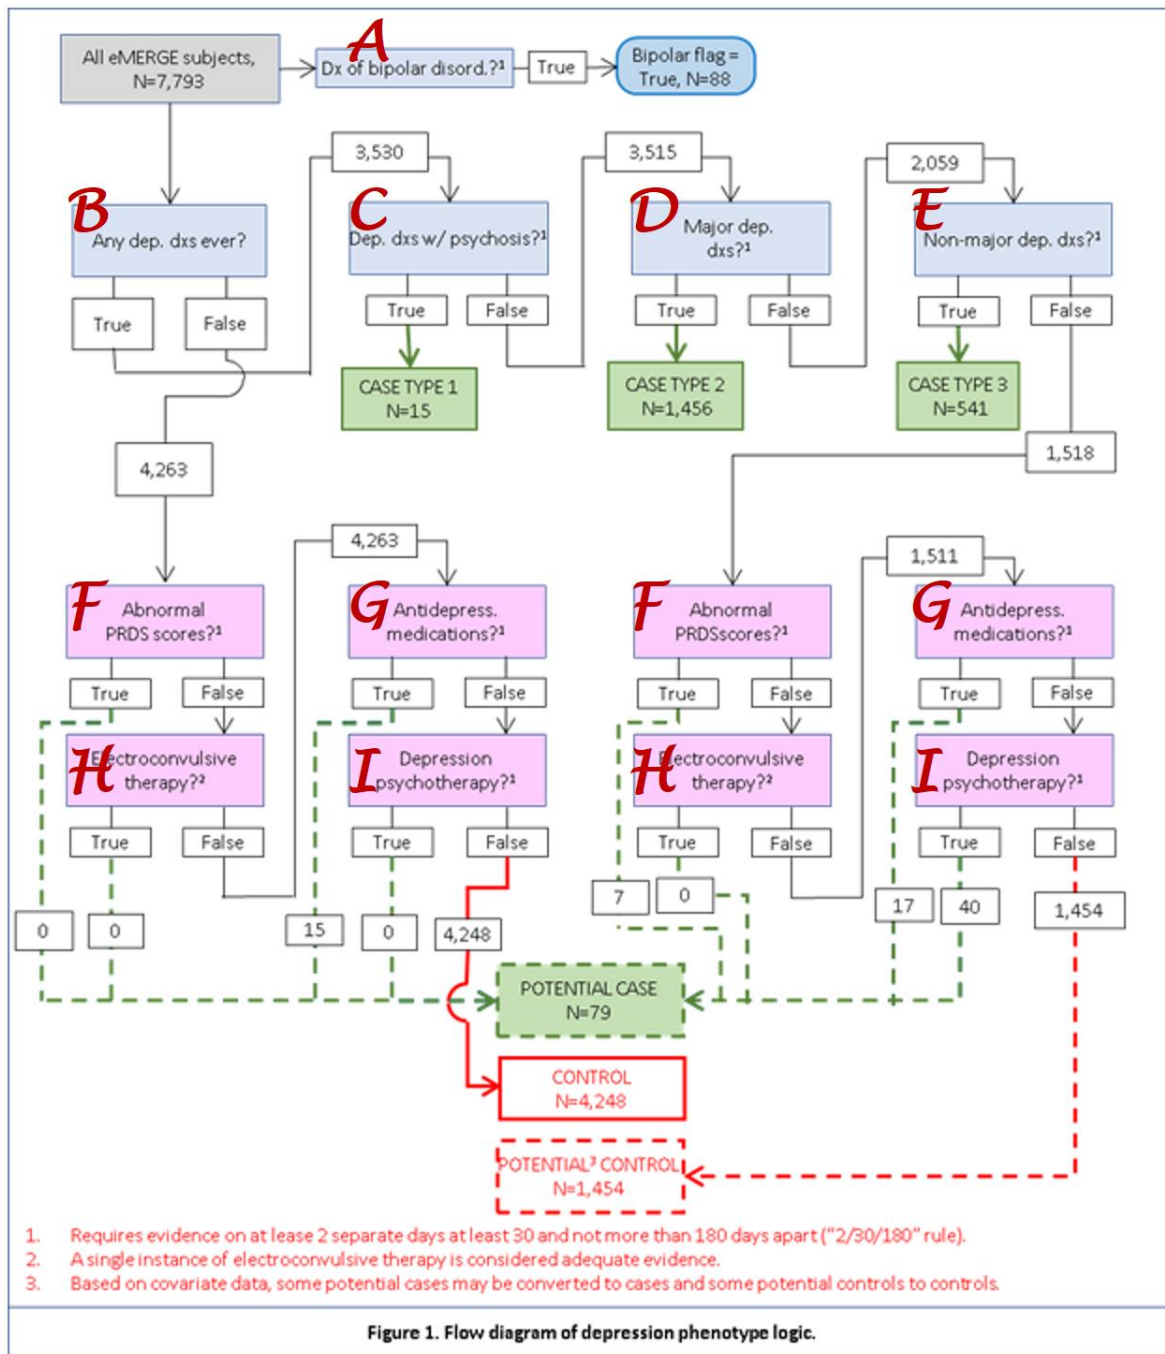 A
All eMERGE subjects,
N=7,793
Dx of bipolar disord.?¹
True
Bipolar flag =
True, N=88
3,530
3,515
2,059
B
Any dep. dxs ever?
C
Dep. dxs w/ psychosis?¹
D
Major dep.
dxs?¹
E
Non-major dep. dxs?¹
True
False
True
False
True
False
True
False
CASE TYPE 1
N=15
CASE TYPE 2
N=1,456
CASE TYPE 3
N=541
4,263
1,518
4,263
1,511
F
Abnormal
PRDS scores?¹
G
Antidepress.
medications?¹
F
Abnormal
PRDSscores?¹
G
Antidepress.
medications?¹
True
False
True
False
True
False
True
False
H
Electroconvulsive
therapy?²
I
Depression
psychotherapy?¹
H
Electroconvulsive
therapy?²
I
Depression
psychotherapy?¹
True
False
True
False
True
False
True
False
0
0
15
0
4,248
7
0
17
40
1,454
POTENTIAL CASE
N=79
CONTROL
N=4,248
POTENTIAL³ CONTROL
N=1,454
1. Requires evidence on at lease 2 separate days at least 30 and not more than 180 days apart (“2/30/180” rule).
2. A single instance of electroconvulsive therapy is considered adequate evidence.
3. Based on covariate data, some potential cases may be converted to cases and some potential controls to controls.
Figure 1. Flow diagram of depression phenotype logic.